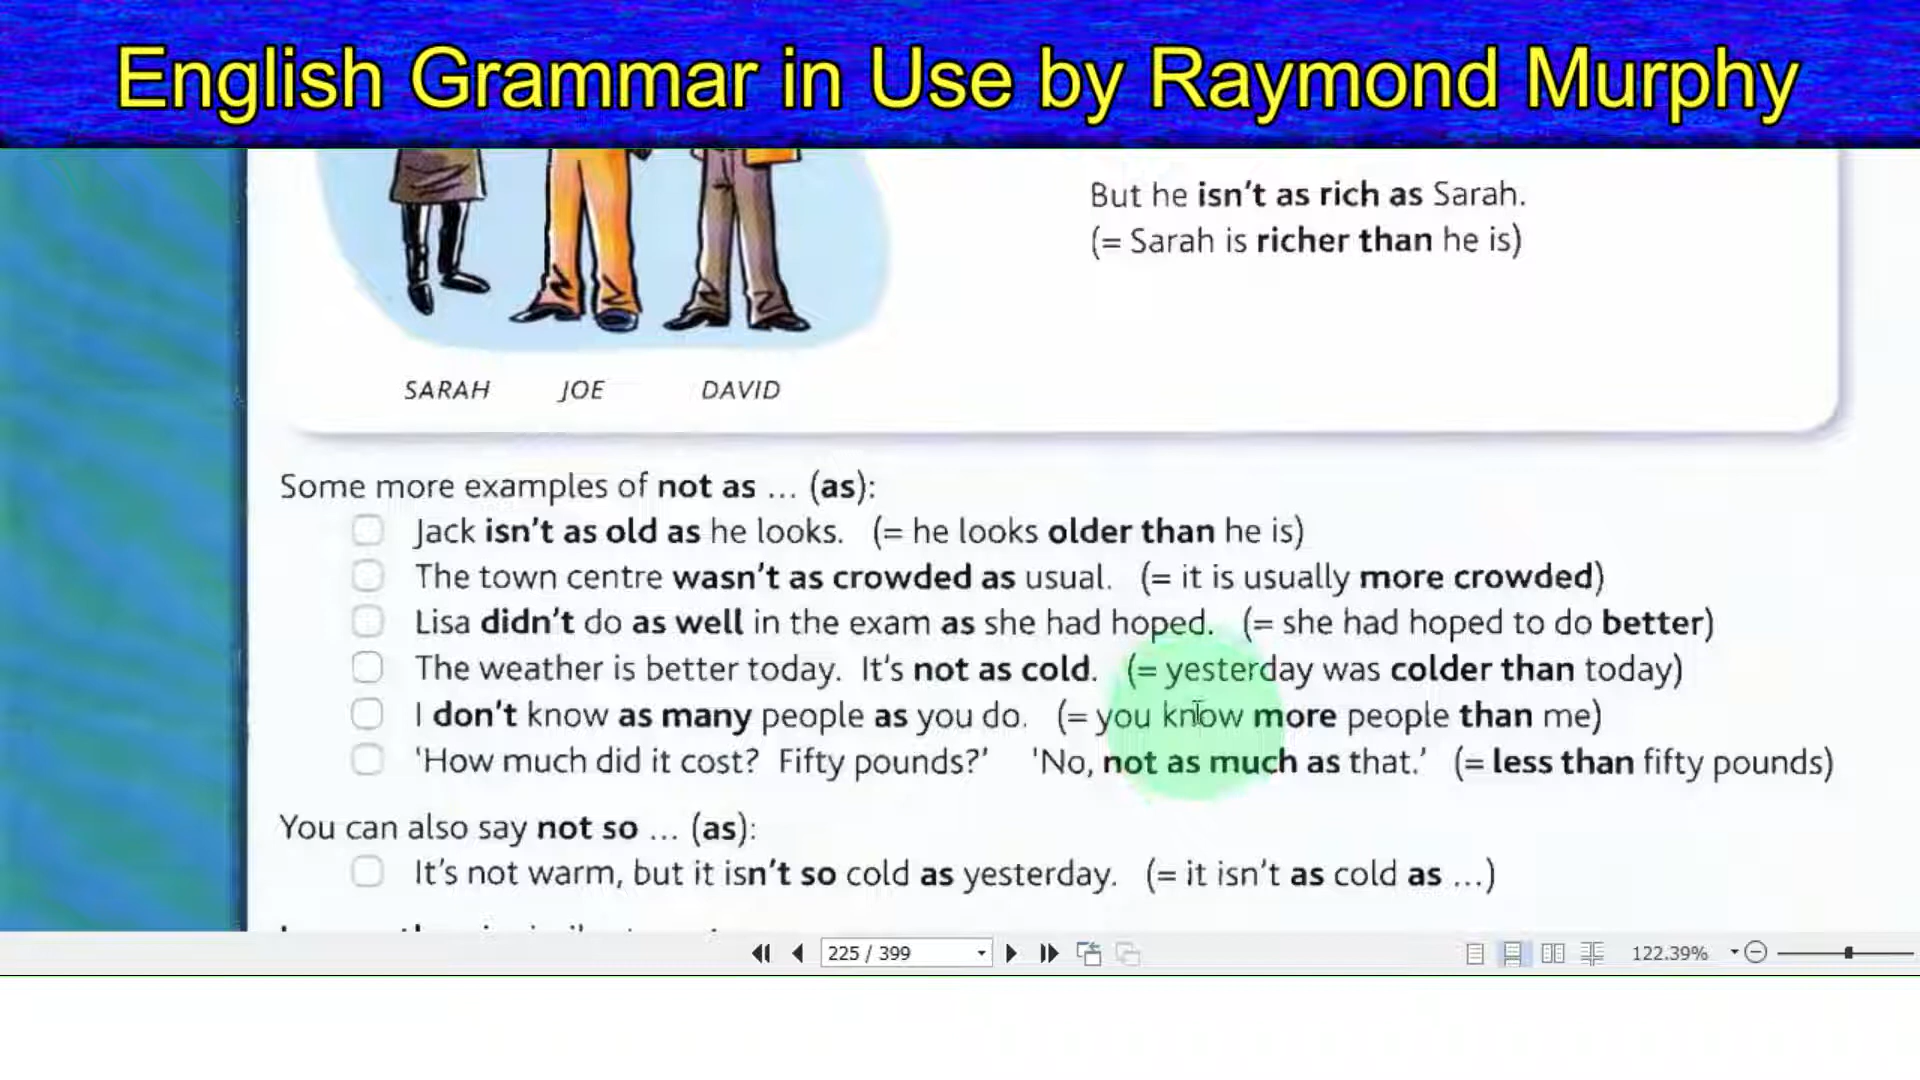 English Grammar in Use by Raymond Murphy
But he isn't as rich as Sarah.
(= Sarah is richer than he is)
SARAH JOE DAVID
Some more examples of not as ... (as):
Jack isn't as old as he looks. (= he looks older than he is)
The town centre wasn't as crowded as usual. (= it is usually more crowded)
Lisa didn't do as well in the exam as she had hoped. (= she had hoped to do better)
The weather is better today. It's not as cold. (= yesterday was colder than today)
I don't know as many people as you do. (= you know more people than me)
'How much did it cost? Fifty pounds?' 'No, not as much as that.' (= less than fifty pounds)
You can also say not so ... (as):
It's not warm, but it isn't so cold as yesterday. (= it isn't as cold as ...)
225 / 399
122.39%